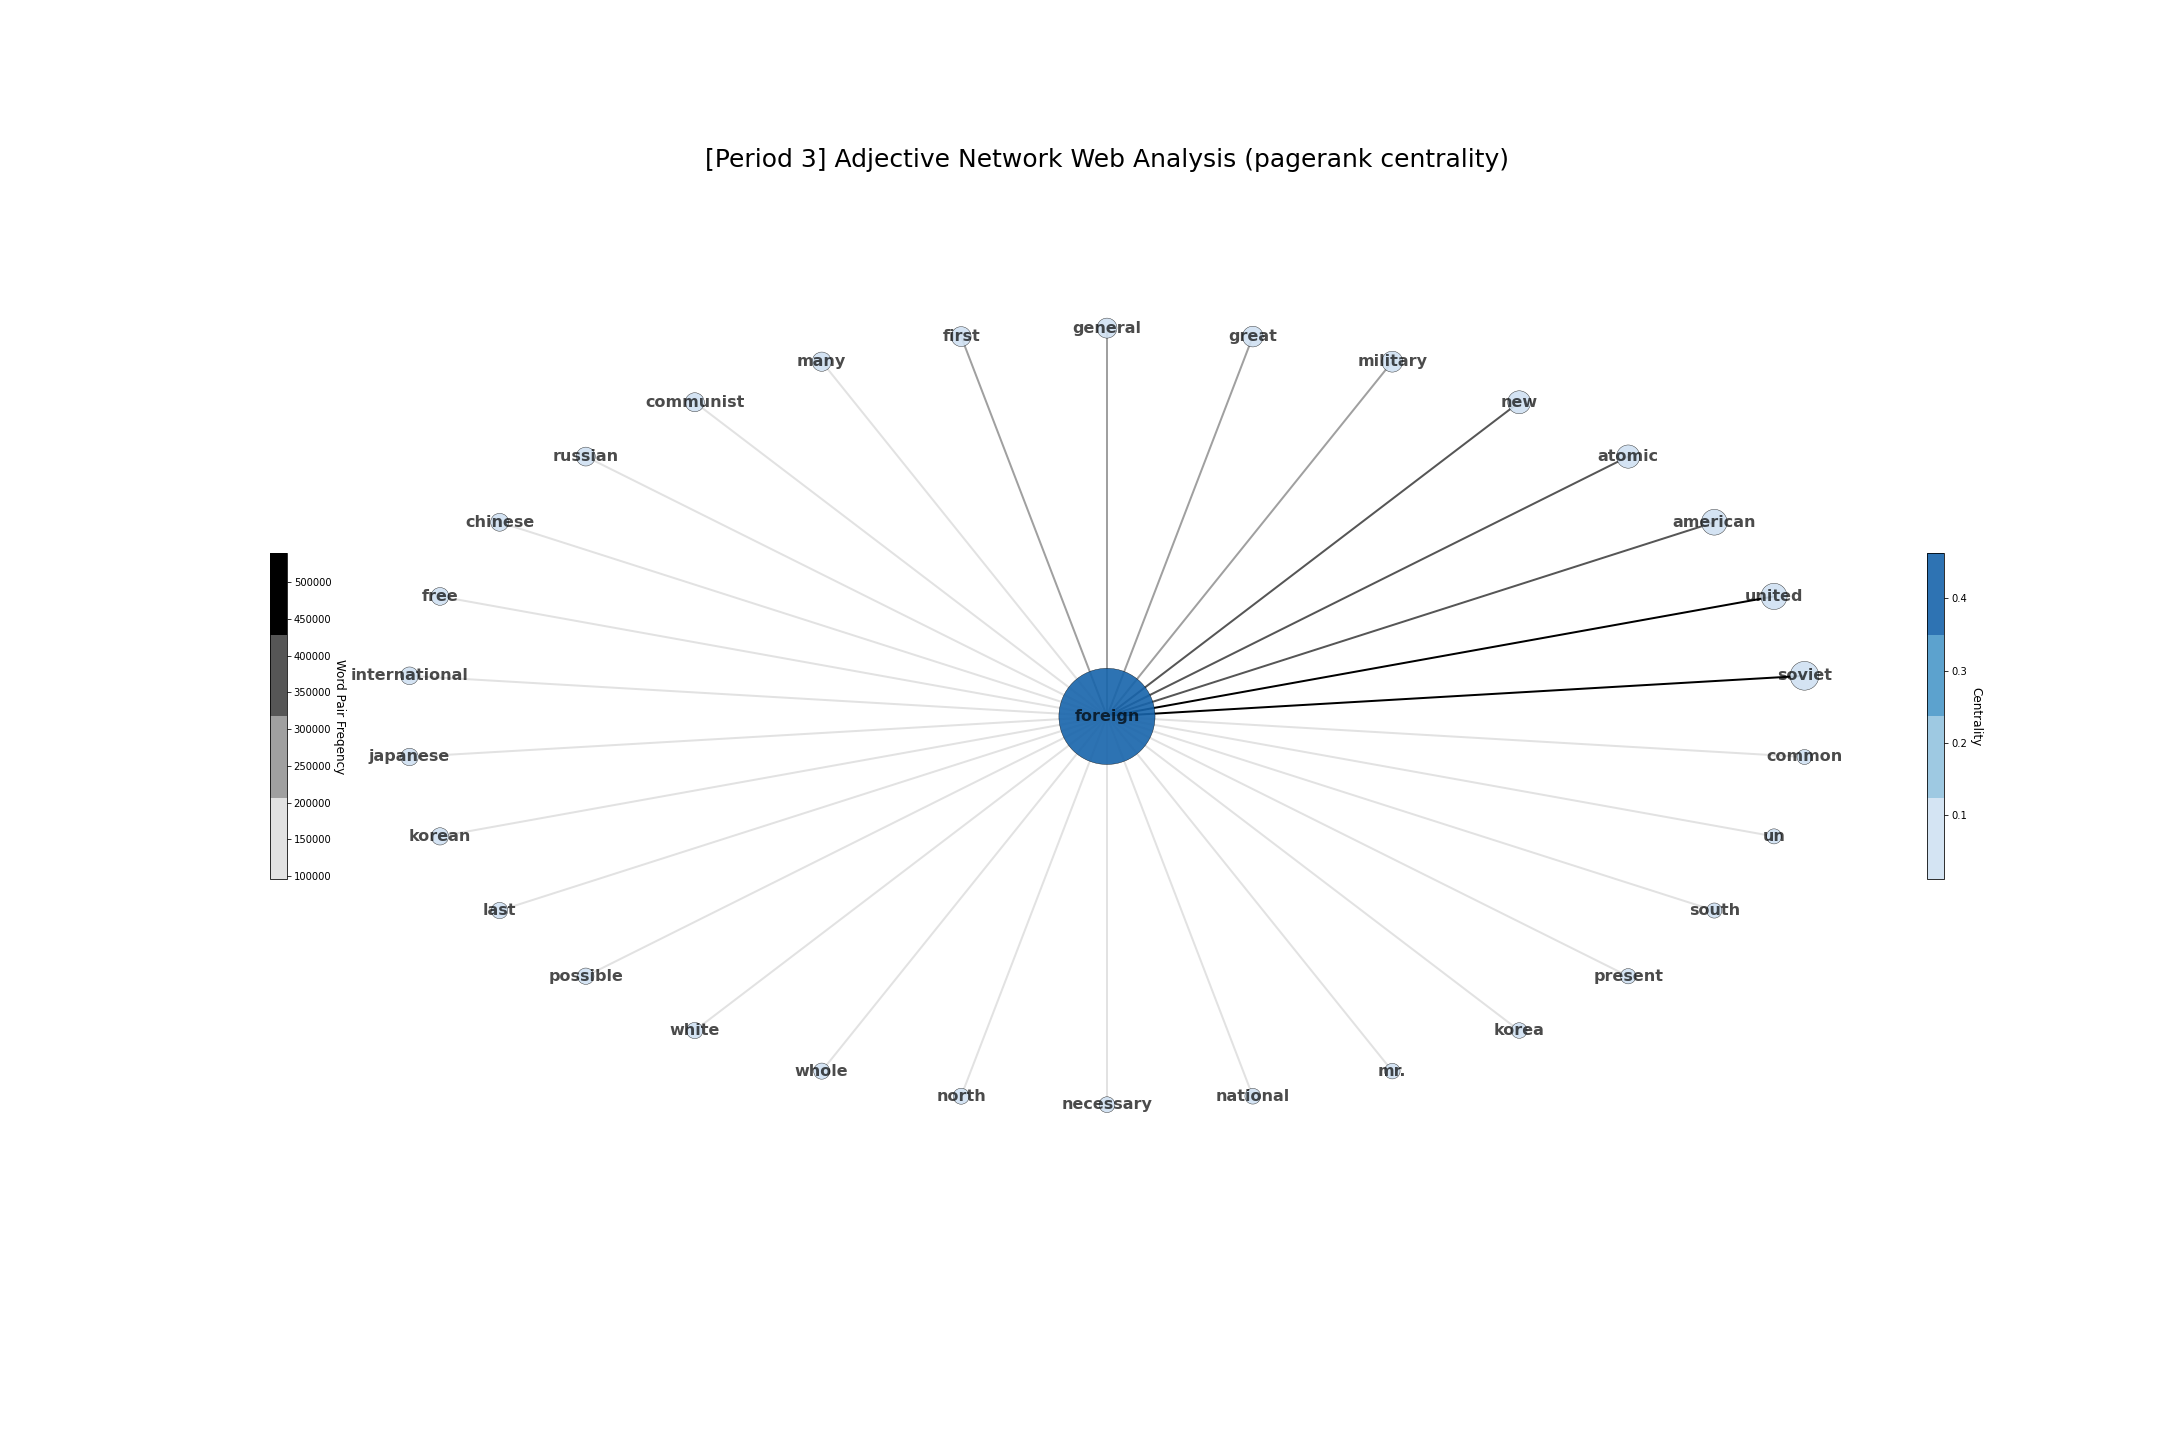 [Period 3] Adjective Network Web Analysis (pagerank centrality)
general
first
great
many
military
communist
new
russian
atomic
chinese
american
free
united
international
soviet
foreign
japanese
common
korean
un
last
south
possible
present
white
korea
whole
mr.
north
national
necessary
500000
450000
400000
350000
300000
250000
200000
150000
100000
Word Pair Freqency
0.4
0.3
0.2
0.1
Centrality